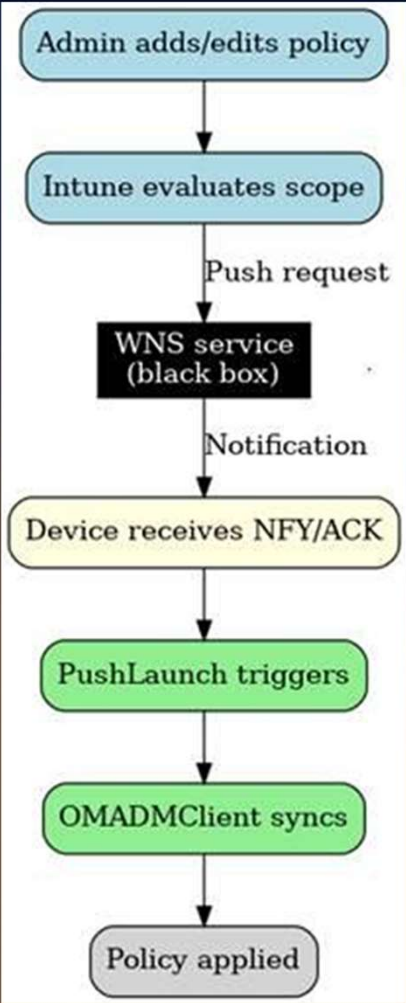 Admin adds/edits policy
Intune evaluates scope
Push request
WNS service
(black box)
Notification
Device receives NFY/ACK
PushLaunch triggers
OMADMClient syncs
Policy applied